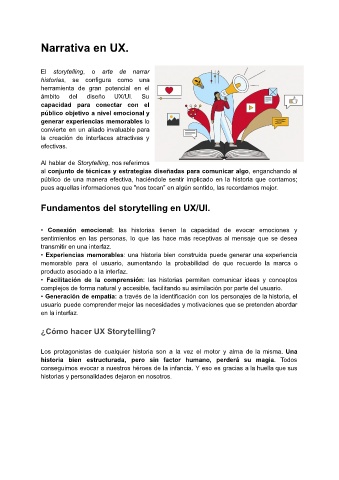 Narrativa en UX.
El storytelling, o arte de narrar
historias, se configura como una
herramienta de gran potencial en el
ámbito del diseño UX/UI. Su
capacidad para conectar con el
público objetivo a nivel emocional y
generar experiencias memorables lo
convierte en un aliado invaluable para
la creación de interfaces atractivas y
efectivas.
Al hablar de Storytelling, nos referimos
al conjunto de técnicas y estrategias diseñadas para comunicar algo, enganchando al
público de una manera efectiva, haciéndole sentir implicado en la historia que contamos;
pues aquellas informaciones que "nos tocan" en algún sentido, las recordamos mejor.
Fundamentos del storytelling en UX/UI.
• Conexión emocional: las historias tienen la capacidad de evocar emociones y
sentimientos en las personas, lo que las hace más receptivas al mensaje que se desea
transmitir en una interfaz.
• Experiencias memorables: una historia bien construida puede generar una experiencia
memorable para el usuario, aumentando la probabilidad de que recuerde la marca o
producto asociado a la interfaz.
• Facilitación de la comprensión: las historias permiten comunicar ideas y conceptos
complejos de forma natural y accesible, facilitando su asimilación por parte del usuario.
• Generación de empatía: a través de la identificación con los personajes de la historia, el
usuario puede comprender mejor las necesidades y motivaciones que se pretenden abordar
en la interfaz.
¿Cómo hacer UX Storytelling?
Los protagonistas de cualquier historia son a la vez el motor y alma de la misma. Una
historia bien estructurada, pero sin factor humano, perderá su magia. Todos
conseguimos evocar a nuestros héroes de la infancia. Y eso es gracias a la huella que sus
historias y personalidades dejaron en nosotros.